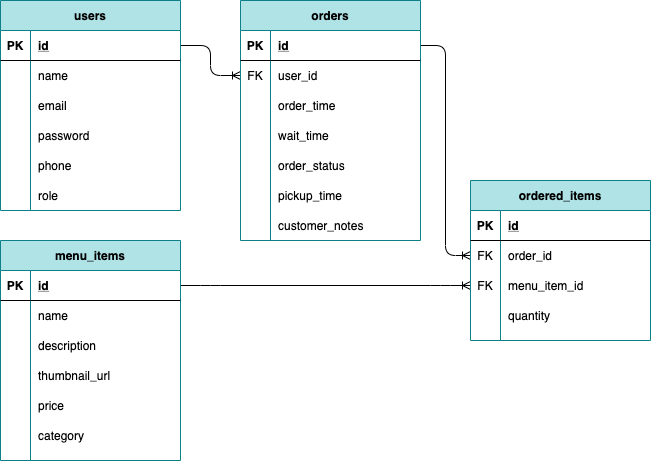 users
PK id
name
email
password
phone
role
orders
PK id
FK user_id
order_time
wait_time
order_status
pickup_time
customer_notes
menu_items
PK id
name
description
thumbnail_url
price
category
ordered_items
PK id
FK order_id
FK menu_item_id
quantity